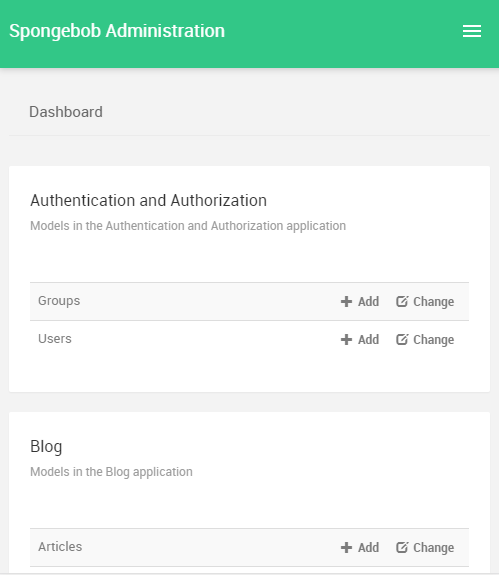 Spongebob Administration
Dashboard
Authentication and Authorization
Models in the Authentication and Authorization application
Groups Add Change
Users Add Change
Blog
Models in the Blog application
Articles Add Change